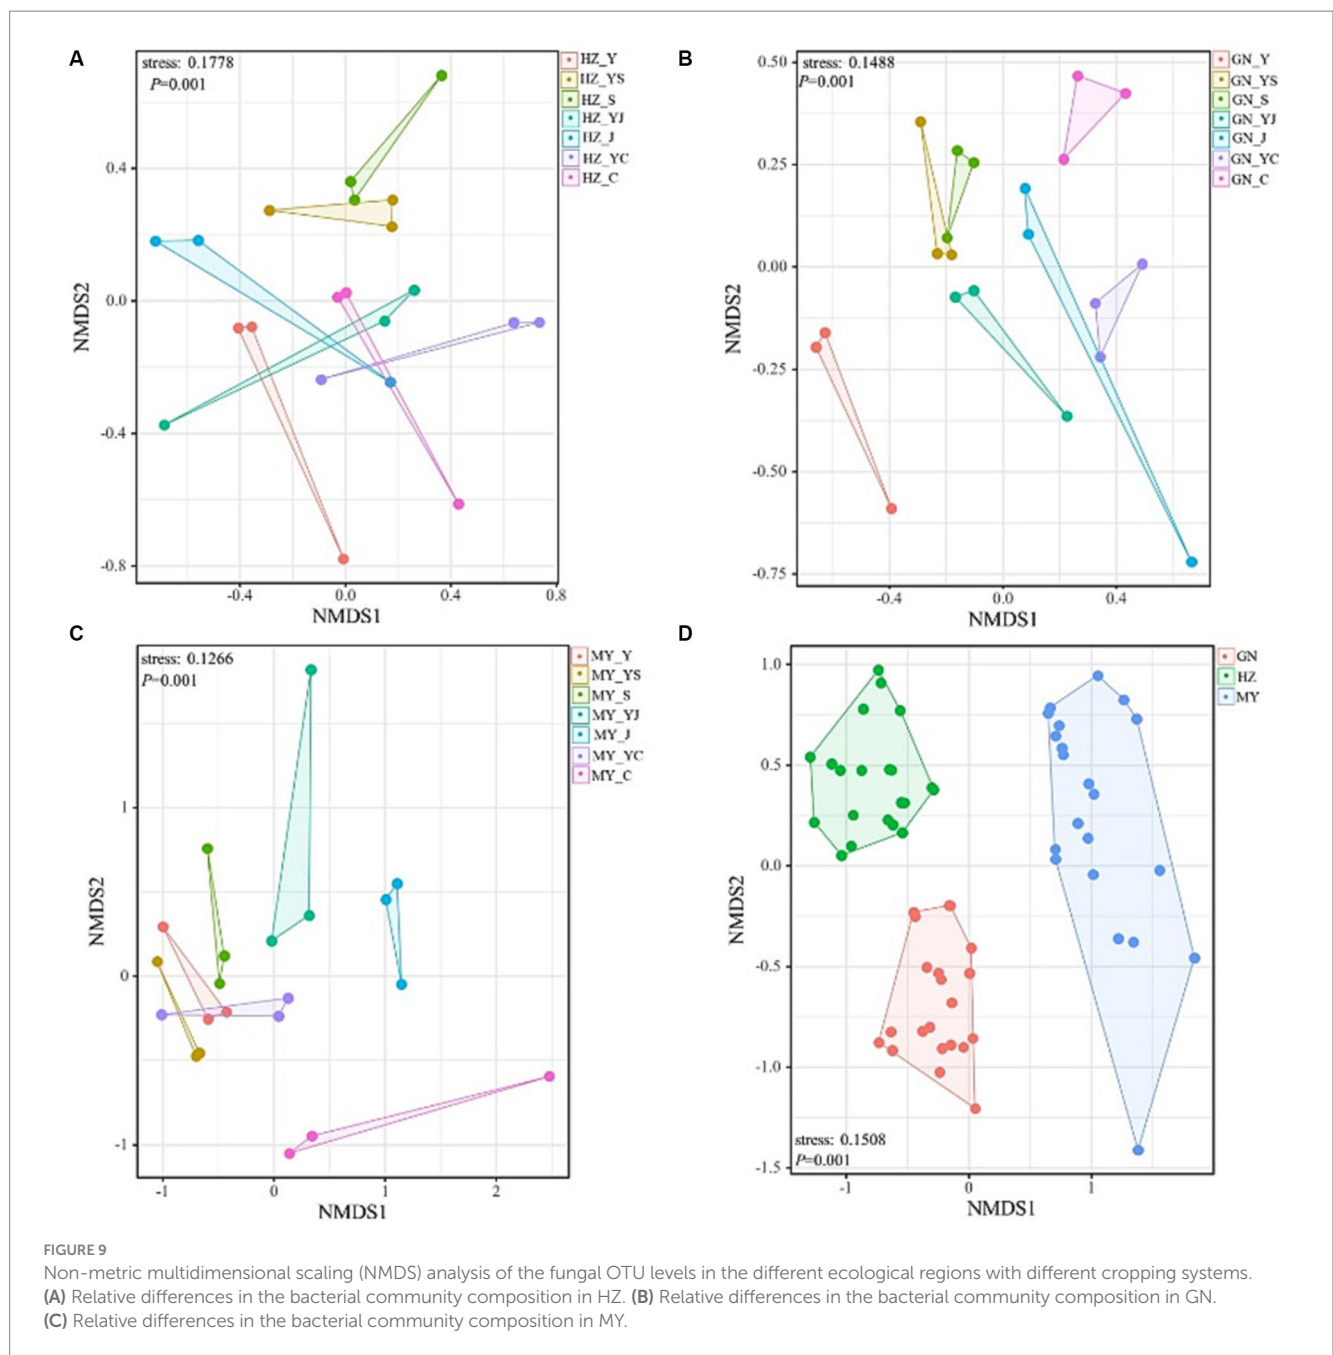 A
stress: 0.1778
P=0.001
HZ_Y
HZ_YS
HZ_S
HZ_YJ
HZ_J
HZ_YC
HZ_C
0.4
0.0
-0.4
-0.8
NMDS2
-0.4
0.0
0.4
0.8
NMDS1
B
stress: 0.1488
P=0.001
GN_Y
GN_YS
GN_S
GN_YJ
GN_J
GN_YC
GN_C
0.50
0.25
0.00
-0.25
-0.50
-0.75
NMDS2
-0.4
0.0
0.4
NMDS1
C
stress: 0.1266
P=0.001
MY_Y
MY_YS
MY_S
MY_YJ
MY_J
MY_YC
MY_C
1
0
-1
NMDS2
-1
0
1
2
NMDS1
D
GN
HZ
MY
1.0
0.5
0.0
-0.5
-1.0
-1.5
NMDS2
stress: 0.1508
P=0.001
-1
0
1
NMDS1
FIGURE 9
Non-metric multidimensional scaling (NMDS) analysis of the fungal OTU levels in the different ecological regions with different cropping systems.
(A) Relative differences in the bacterial community composition in HZ. (B) Relative differences in the bacterial community composition in GN.
(C) Relative differences in the bacterial community composition in MY.